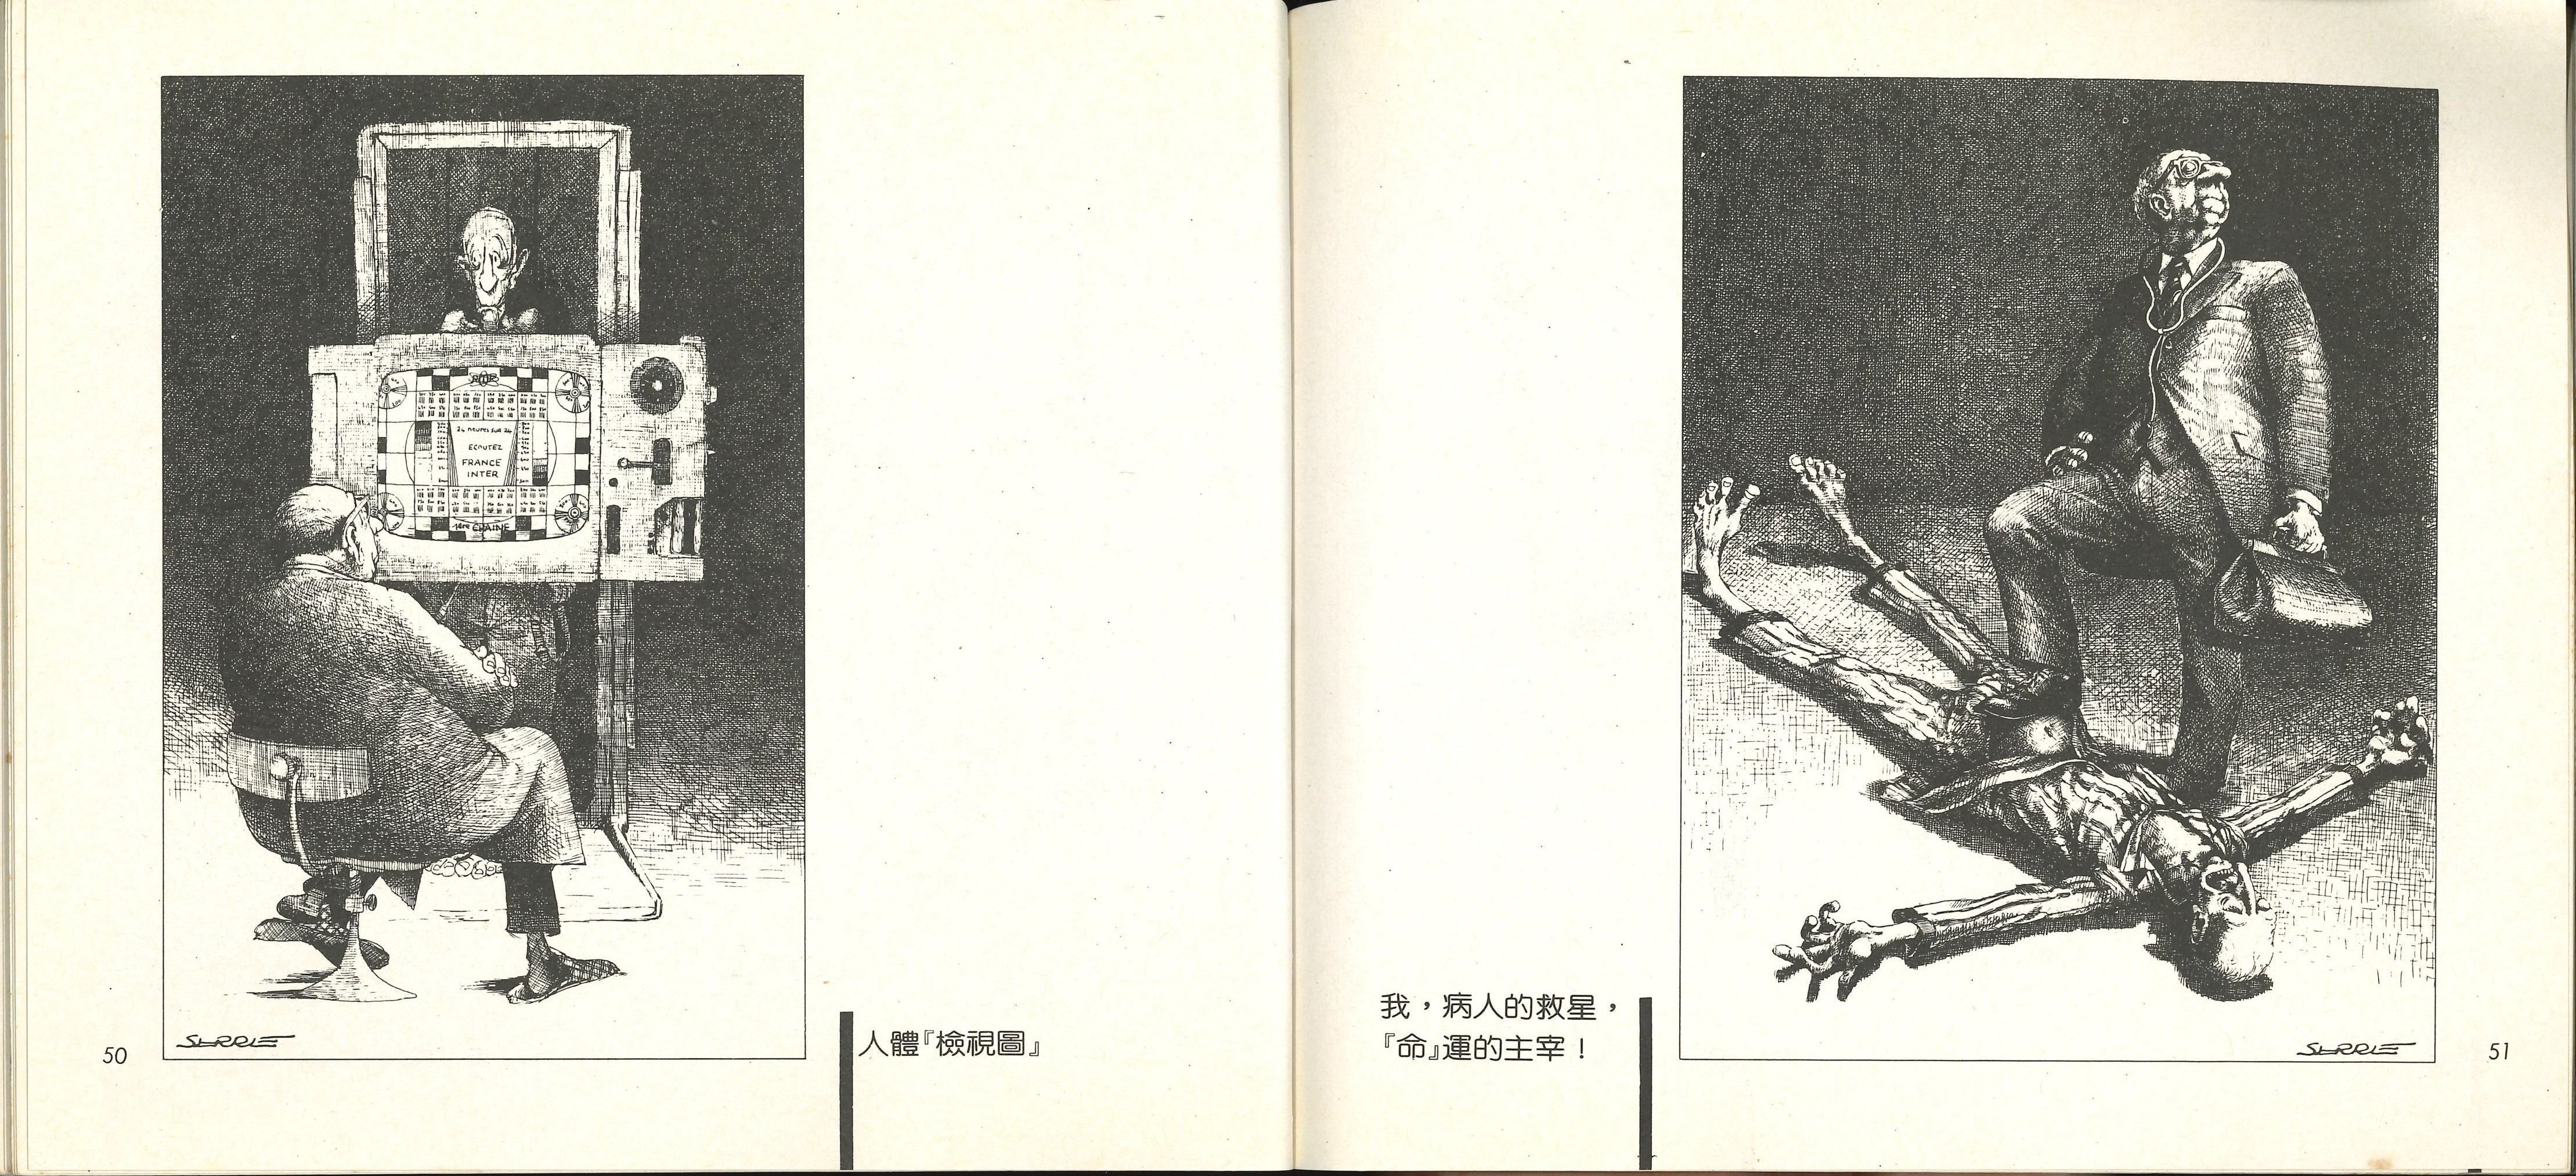 24 HEURES SUR 24
ECOUTEZ
FRANCE
INTER
1ère CHAINE
SERRE
50
人體『檢視圖』
我，病人的救星，
『命』運的主宰！
SERRE
51